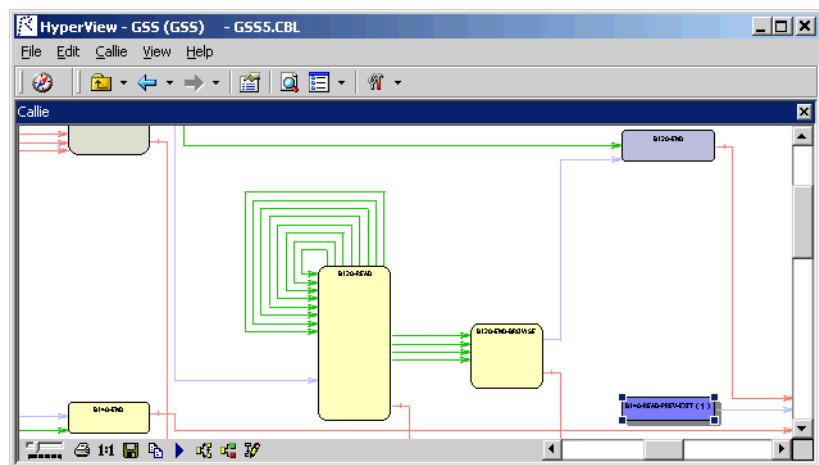 HyperView - GSS (GSS) - GSS5.CBL
File Edit Callie View Help
Callie
B120-END
B120-READ
B120-END-BROWSE
B140-END
B140-READ-PREV-EXIT ( 1 )
1:1